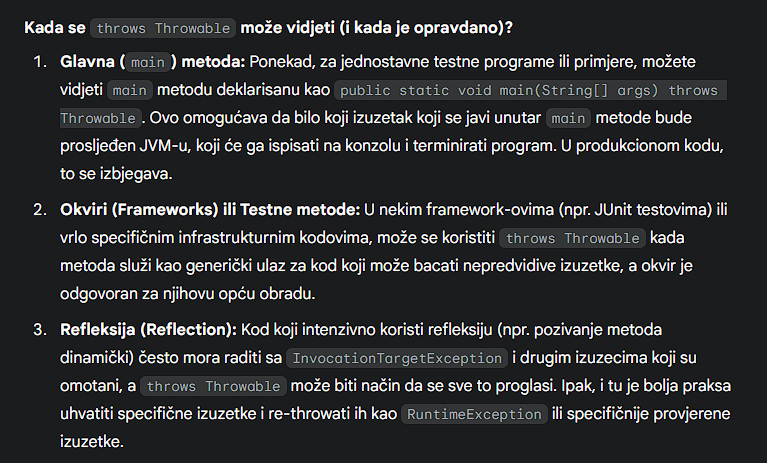 Kada se throws Throwable može vidjeti (i kada je opravdano)?
1. Glavna ( main ) metoda: Ponekad, za jednostavne testne programe ili primjere, možete
vidjeti main metodu deklarisanu kao public static void main(String[] args) throws
Throwable . Ovo omogućava da bilo koji izuzetak koji se javi unutar main metode bude
prosljeđen JVM-u, koji će ga ispisati na konzolu i terminirati program. U produkcionom kodu,
to se izbjegava.
2. Okviri (Frameworks) ili Testne metode: U nekim framework-ovima (npr. JUnit testovima) ili
vrlo specifičnim infrastrukturnim kodovima, može se koristiti throws Throwable kada
metoda služi kao generički ulaz za kod koji može bacati nepredvidive izuzetke, a okvir je
odgovoran za njihovu opću obradu.
3. Refleksija (Reflection): Kod koji intenzivno koristi refleksiju (npr. pozivanje metoda
dinamički) često mora raditi sa InvocationTargetException i drugim izuzecima koji su
omotani, a throws Throwable može biti način da se sve to proglasi. Ipak, i tu je bolja praksa
uhvatiti specifične izuzetke i re-throwati ih kao RuntimeException ili specifičnije provjerene
izuzetke.